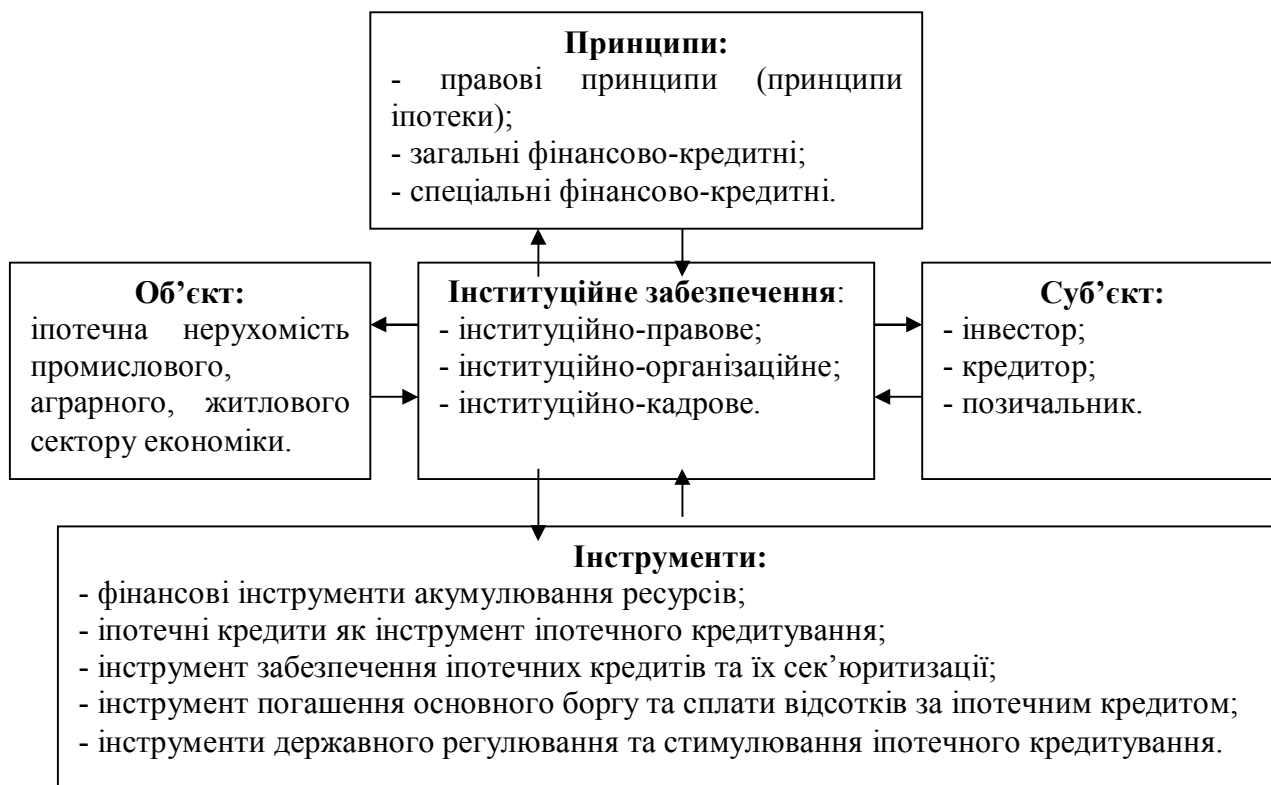 Принципи:
- правові принципи (принципи
іпотеки);
- загальні фінансово-кредитні;
- спеціальні фінансово-кредитні.
Об’єкт:
іпотечна нерухомість
промислового,
аграрного, житлового
сектору економіки.
Інституційне забезпечення:
- інституційно-правове;
- інституційно-організаційне;
- інституційно-кадрове.
Суб’єкт:
- інвестор;
- кредитор;
- позичальник.
Інструменти:
- фінансові інструменти акумулювання ресурсів;
- іпотечні кредити як інструмент іпотечного кредитування;
- інструмент забезпечення іпотечних кредитів та їх сек’юритизації;
- інструмент погашення основного боргу та сплати відсотків за іпотечним кредитом;
- інструменти державного регулювання та стимулювання іпотечного кредитування.